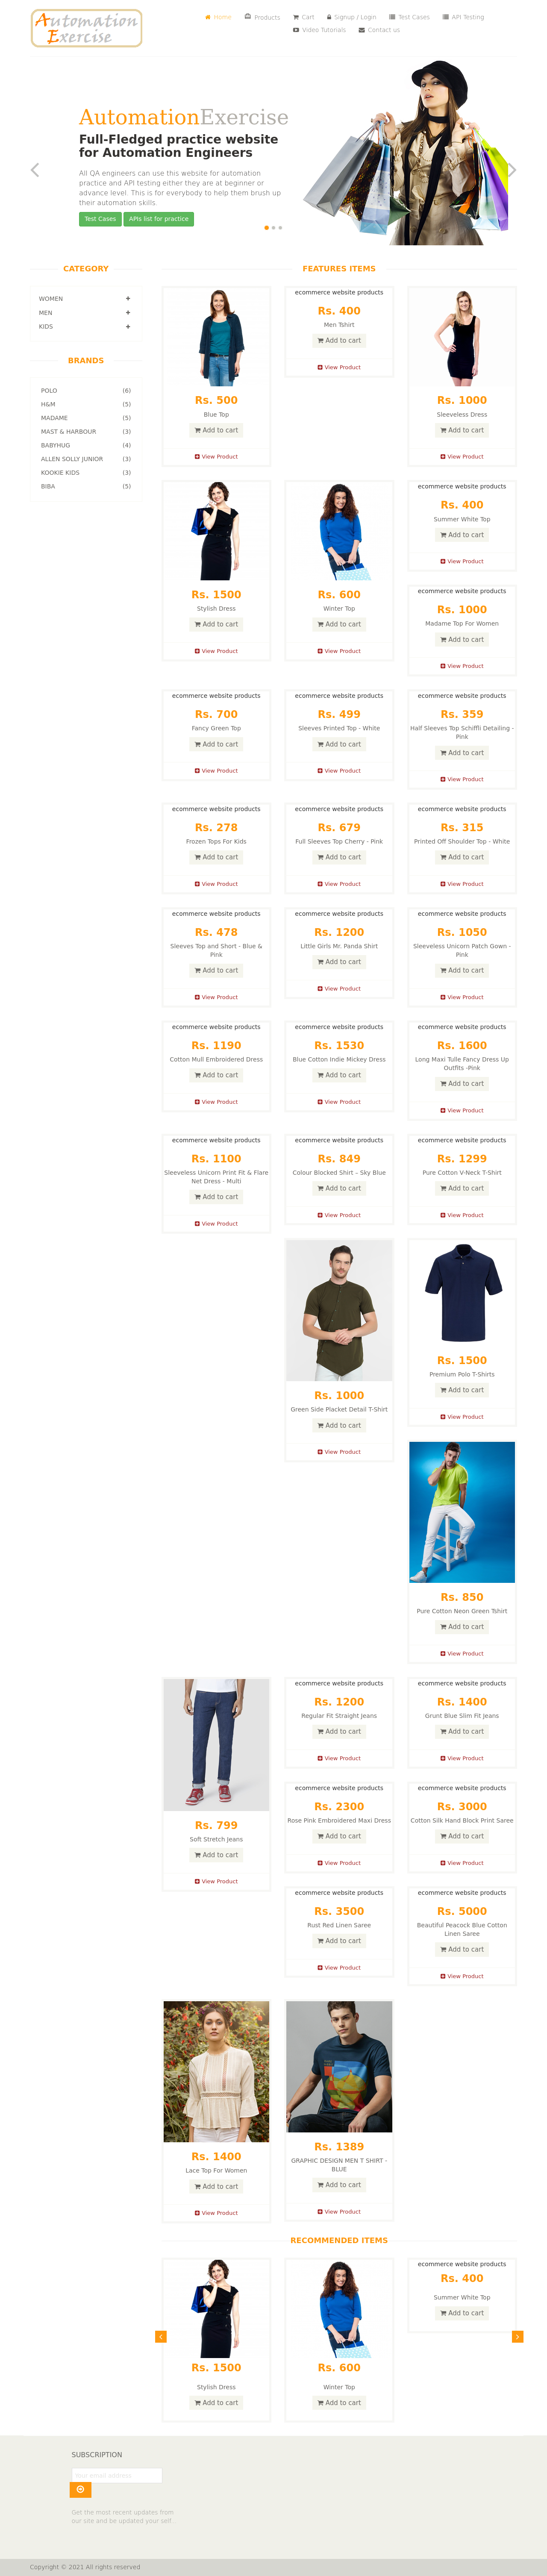 Automation
Exercise
Home
Products
Cart
Signup / Login
Test Cases
API Testing
Video Tutorials
Contact us
AutomationExercise
Full-Fledged practice website
for Automation Engineers
All QA engineers can use this website for automation
practice and API testing either they are at beginner or
advance level. This is for everybody to help them brush up
their automation skills.
Test Cases
APIs list for practice
CATEGORY
WOMEN
MEN
KIDS
BRANDS
POLO (6)
H&M (5)
MADAME (5)
MAST & HARBOUR (3)
BABYHUG (4)
ALLEN SOLLY JUNIOR (3)
KOOKIE KIDS (3)
BIBA (5)
FEATURES ITEMS
Rs. 500
Blue Top
Add to cart
View Product
ecommerce website products
Rs. 400
Men Tshirt
Add to cart
View Product
Rs. 1000
Sleeveless Dress
Add to cart
View Product
Rs. 1500
Stylish Dress
Add to cart
View Product
Rs. 600
Winter Top
Add to cart
View Product
ecommerce website products
Rs. 400
Summer White Top
Add to cart
View Product
ecommerce website products
Rs. 1000
Madame Top For Women
Add to cart
View Product
ecommerce website products
Rs. 700
Fancy Green Top
Add to cart
View Product
ecommerce website products
Rs. 499
Sleeves Printed Top - White
Add to cart
View Product
ecommerce website products
Rs. 359
Half Sleeves Top Schiffli Detailing -
Pink
Add to cart
View Product
ecommerce website products
Rs. 278
Frozen Tops For Kids
Add to cart
View Product
ecommerce website products
Rs. 679
Full Sleeves Top Cherry - Pink
Add to cart
View Product
ecommerce website products
Rs. 315
Printed Off Shoulder Top - White
Add to cart
View Product
ecommerce website products
Rs. 478
Sleeves Top and Short - Blue &
Pink
Add to cart
View Product
ecommerce website products
Rs. 1200
Little Girls Mr. Panda Shirt
Add to cart
View Product
ecommerce website products
Rs. 1050
Sleeveless Unicorn Patch Gown -
Pink
Add to cart
View Product
ecommerce website products
Rs. 1190
Cotton Mull Embroidered Dress
Add to cart
View Product
ecommerce website products
Rs. 1530
Blue Cotton Indie Mickey Dress
Add to cart
View Product
ecommerce website products
Rs. 1600
Long Maxi Tulle Fancy Dress Up
Outfits -Pink
Add to cart
View Product
ecommerce website products
Rs. 1100
Sleeveless Unicorn Print Fit & Flare
Net Dress - Multi
Add to cart
View Product
ecommerce website products
Rs. 849
Colour Blocked Shirt – Sky Blue
Add to cart
View Product
ecommerce website products
Rs. 1299
Pure Cotton V-Neck T-Shirt
Add to cart
View Product
Rs. 1000
Green Side Placket Detail T-Shirt
Add to cart
View Product
Rs. 1500
Premium Polo T-Shirts
Add to cart
View Product
Rs. 850
Pure Cotton Neon Green Tshirt
Add to cart
View Product
Rs. 799
Soft Stretch Jeans
Add to cart
View Product
ecommerce website products
Rs. 1200
Regular Fit Straight Jeans
Add to cart
View Product
ecommerce website products
Rs. 1400
Grunt Blue Slim Fit Jeans
Add to cart
View Product
ecommerce website products
Rs. 2300
Rose Pink Embroidered Maxi Dress
Add to cart
View Product
ecommerce website products
Rs. 3000
Cotton Silk Hand Block Print Saree
Add to cart
View Product
ecommerce website products
Rs. 3500
Rust Red Linen Saree
Add to cart
View Product
ecommerce website products
Rs. 5000
Beautiful Peacock Blue Cotton
Linen Saree
Add to cart
View Product
Rs. 1400
Lace Top For Women
Add to cart
View Product
Rs. 1389
GRAPHIC DESIGN MEN T SHIRT -
BLUE
Add to cart
View Product
RECOMMENDED ITEMS
Rs. 1500
Stylish Dress
Add to cart
Rs. 600
Winter Top
Add to cart
ecommerce website products
Rs. 400
Summer White Top
Add to cart
SUBSCRIPTION
Your email address
Get the most recent updates from
our site and be updated your self...
Copyright © 2021 All rights reserved